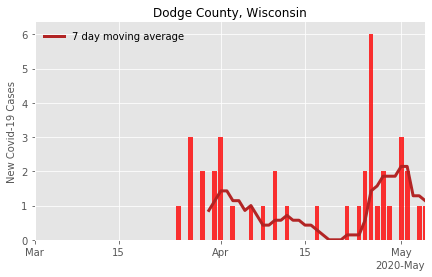 Dodge County, Wisconsin
7 day moving average
New Covid-19 Cases
6
5
4
3
2
1
0
Mar 15 Apr 15 May
2020-May